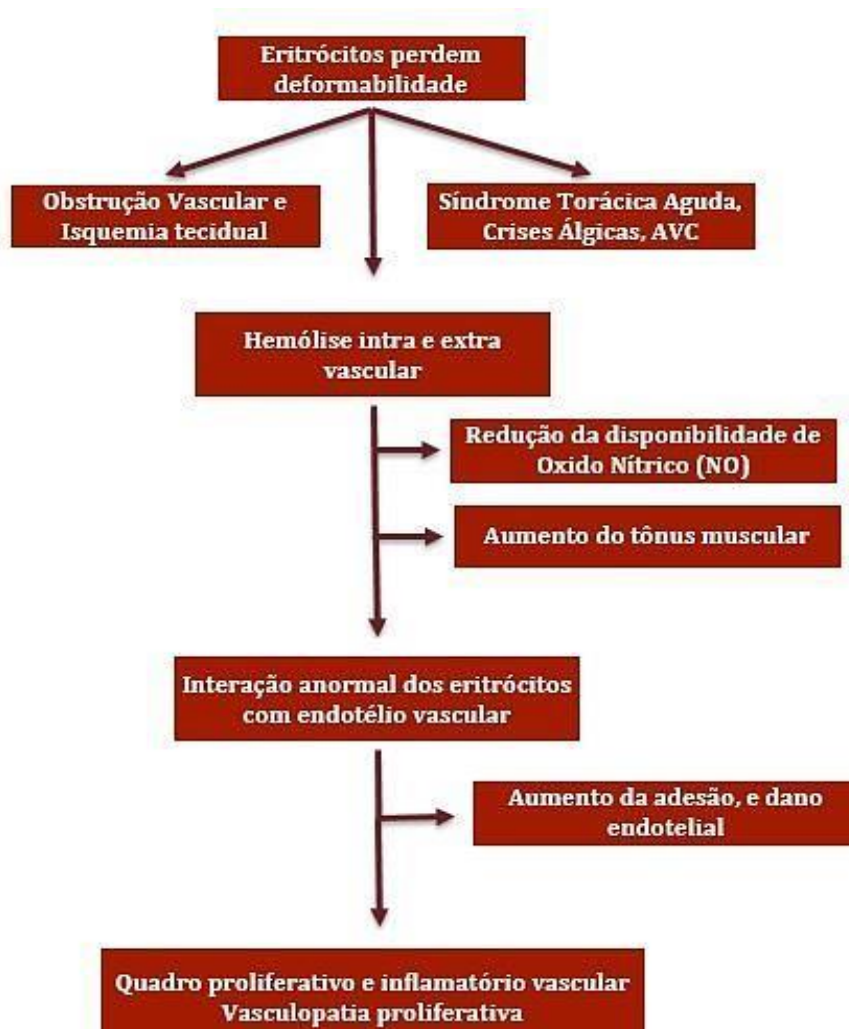 Eritrócitos perdem
deformabilidade
Obstrução Vascular e
Isquemia tecidual
Síndrome Torácica Aguda,
Crises Álgicas, AVC
Hemólise intra e extra
vascular
Redução da disponibilidade de
Oxido Nítrico (NO)
Aumento do tônus muscular
Interação anormal dos eritrócitos
com endotélio vascular
Aumento da adesão, e dano
endotelial
Quadro proliferativo e inflamatório vascular
Vasculopatia proliferativa